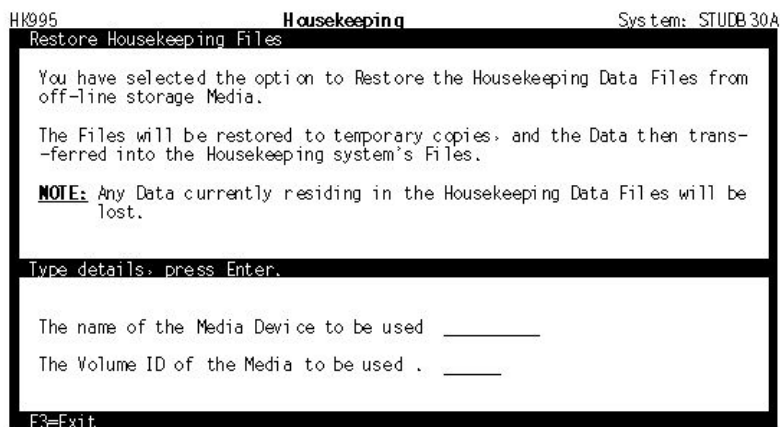 HK995 Housekeeping System: STUDB30A
Restore Housekeeping Files
You have selected the option to Restore the Housekeeping Data Files from
off-line storage Media.
The Files will be restored to temporary copies, and the Data then trans-
-ferred into the Housekeeping system's Files.
NOTE: Any Data currently residing in the Housekeeping Data Files will be
lost.
Type details, press Enter.
The name of the Media Device to be used _________
The Volume ID of the Media to be used . ______
F3=Exit